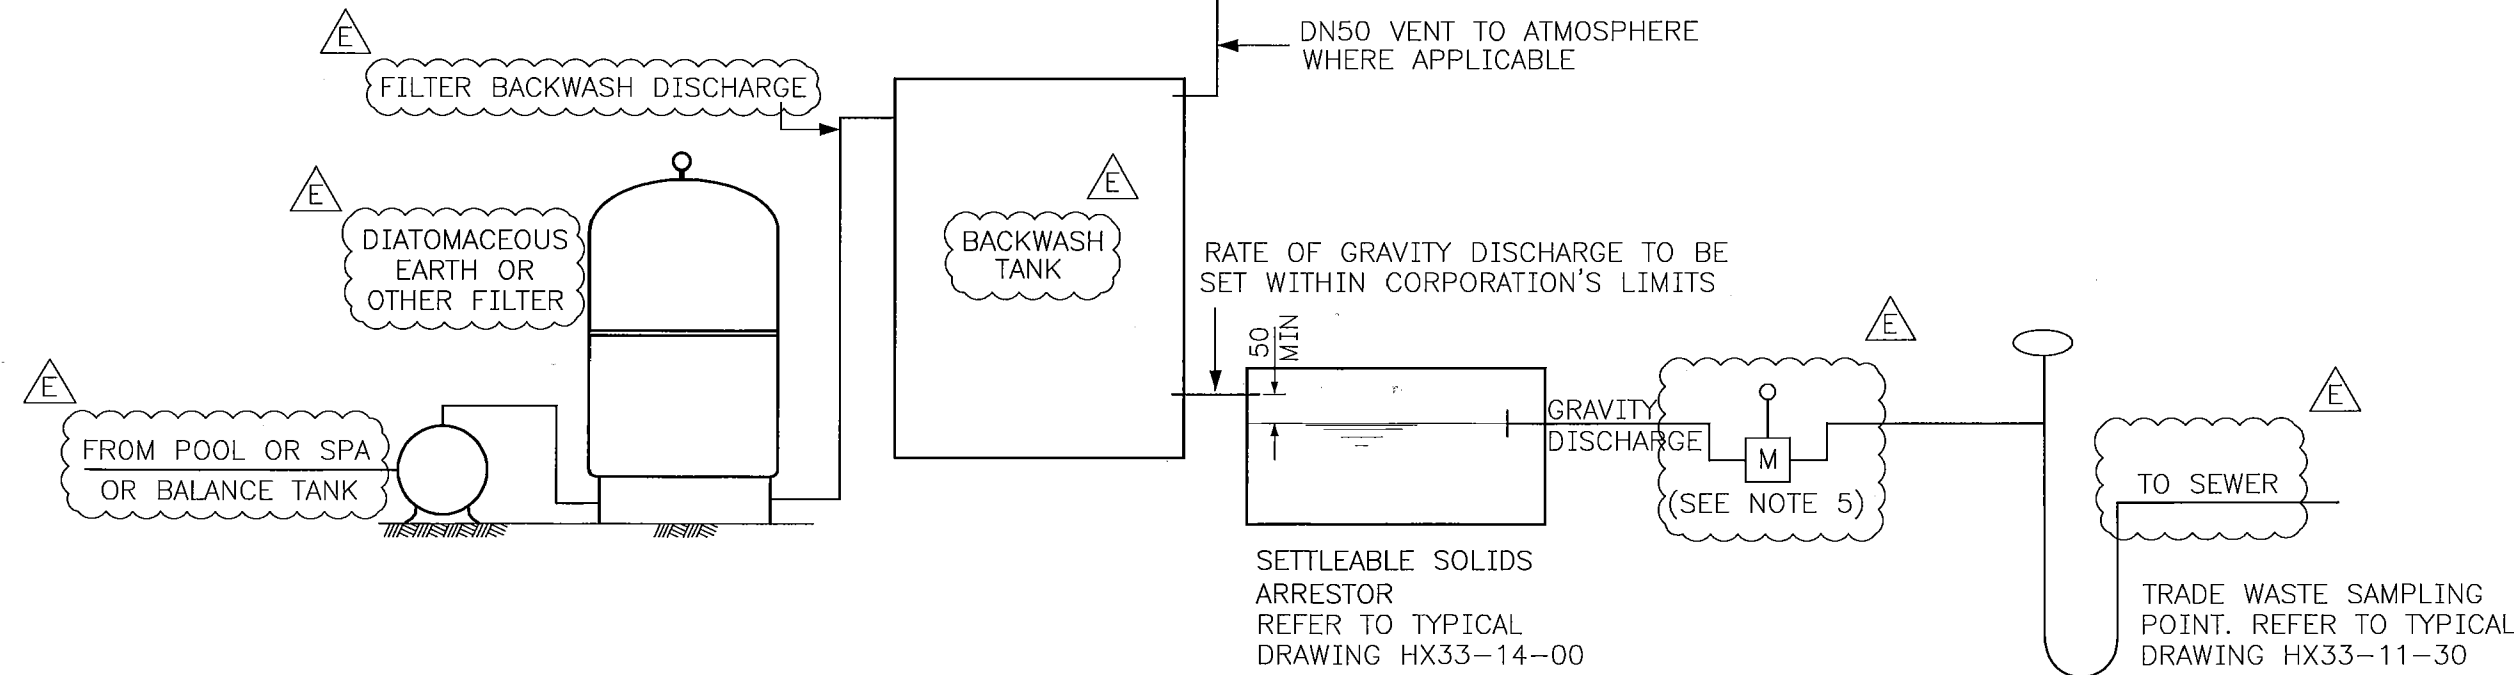 E
FILTER BACKWASH DISCHARGE
DN50 VENT TO ATMOSPHERE
WHERE APPLICABLE
E
DIATOMACEOUS
EARTH OR
OTHER FILTER
E
BACKWASH
TANK
RATE OF GRAVITY DISCHARGE TO BE
SET WITHIN CORPORATION'S LIMITS
50
MIN
E
FROM POOL OR SPA
OR BALANCE TANK
GRAVITY
DISCHARGE
E
M
(SEE NOTE 5)
E
TO SEWER
SETTLEABLE SOLIDS
ARRESTOR
REFER TO TYPICAL
DRAWING HX33-14-00
TRADE WASTE SAMPLING
POINT. REFER TO TYPICAL
DRAWING HX33-11-30